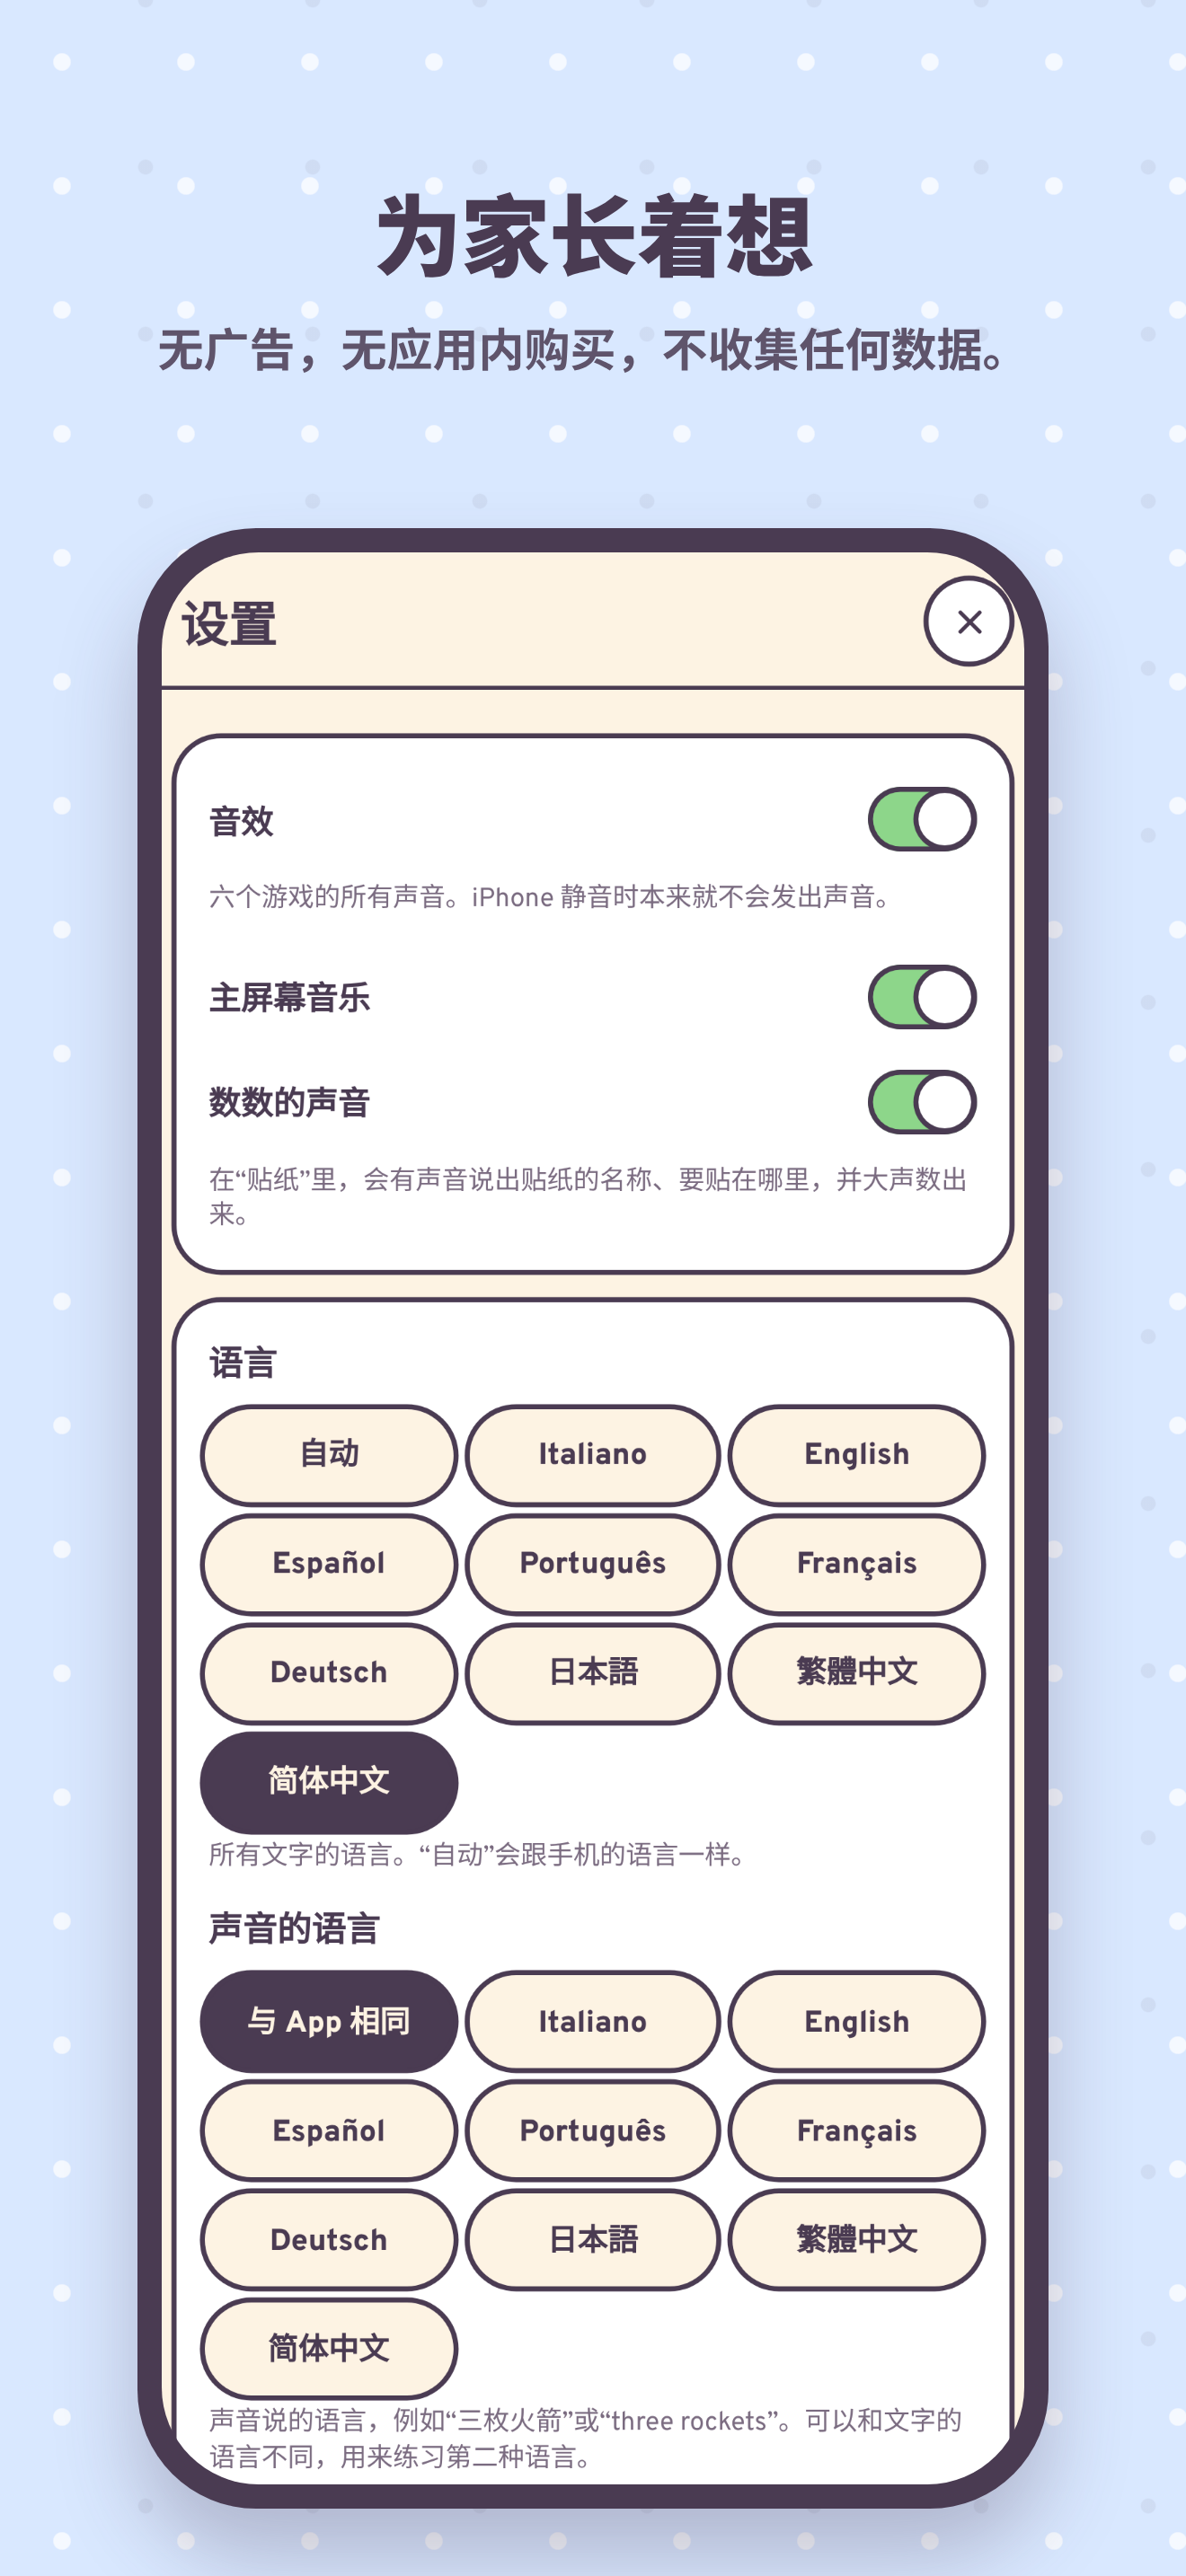 为家长着想
无广告，无应用内购买，不收集任何数据。
设置
音效
六个游戏的所有声音。iPhone 静音时本来就不会发出声音。
主屏幕音乐
数数的声音
在“贴纸”里，会有声音说出贴纸的名称、要贴在哪里，并大声数出
来。
语言
自动
Italiano
English
Español
Português
Français
Deutsch
日本語
繁體中文
简体中文
所有文字的语言。“自动”会跟手机的语言一样。
声音的语言
与 App 相同
Italiano
English
Español
Português
Français
Deutsch
日本語
繁體中文
简体中文
声音说的语言，例如“三枚火箭”或“three rockets”。可以和文字的
语言不同，用来练习第二种语言。